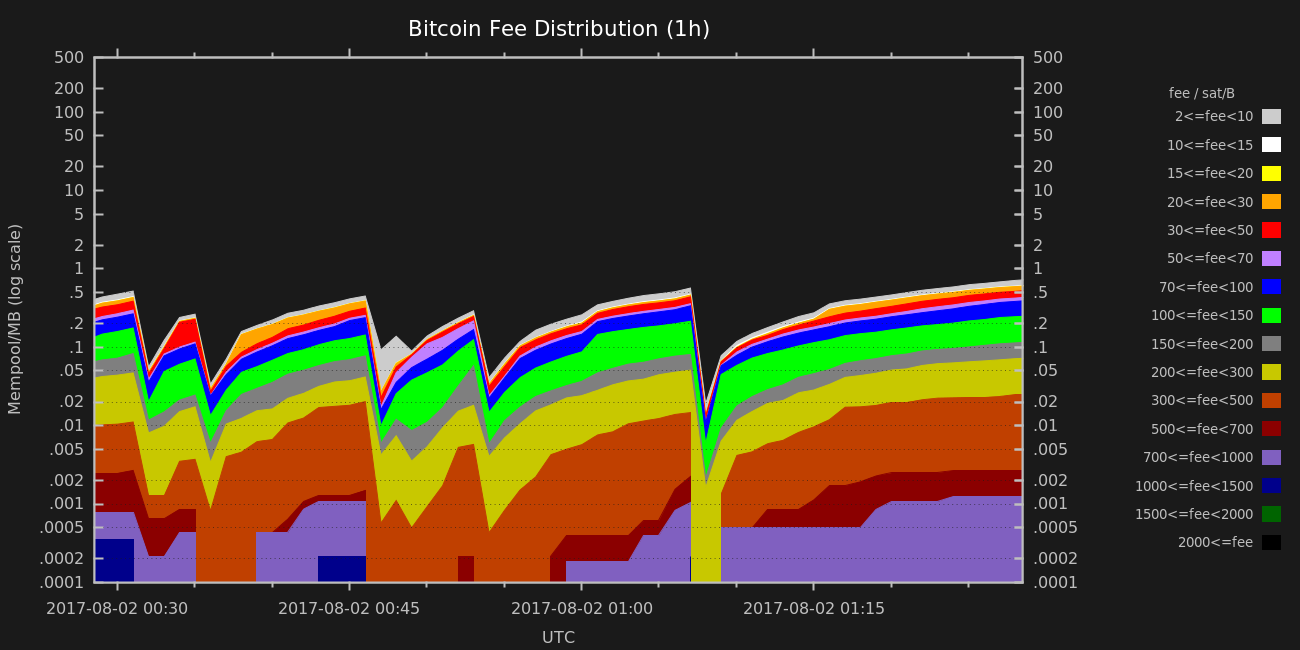 Bitcoin Fee Distribution (1h)
500 500
200 200
100 100
50 50
20 20
10 10
5 5
2 2
1 1
.5 .5
.2 .2
.1 .1
.05 .05
.02 .02
.01 .01
.005 .005
.002 .002
.001 .001
.0005 .0005
.0002 .0002
.0001 .0001
Mempool/MB (log scale)
2017-08-02 00:30 2017-08-02 00:45 2017-08-02 01:00 2017-08-02 01:15
UTC
fee / sat/B
2<=fee<10
10<=fee<15
15<=fee<20
20<=fee<30
30<=fee<50
50<=fee<70
70<=fee<100
100<=fee<150
150<=fee<200
200<=fee<300
300<=fee<500
500<=fee<700
700<=fee<1000
1000<=fee<1500
1500<=fee<2000
2000<=fee